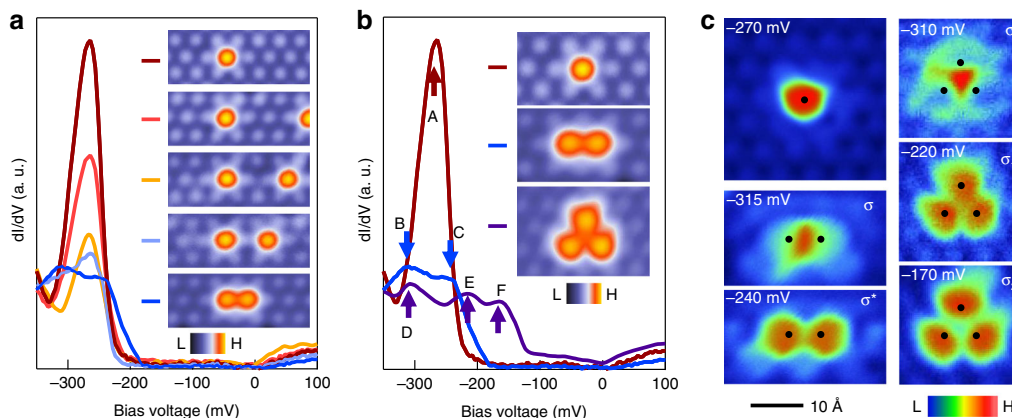 a
dI/dV (a. u.)
L H
−300 −200 −100 0 100
Bias voltage (mV)
b
dI/dV (a. u.)
A
B
C
D
E
F
L H
−300 −200 −100 0 100
Bias voltage (mV)
c
−270 mV
−315 mV
σ
−240 mV
σ*
−310 mV
σ
−220 mV
σ
−170 mV
σ
10 Å
L H